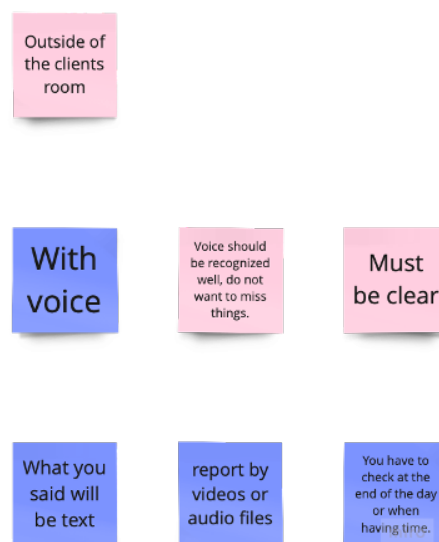 Outside of
the clients
room
With
voice
Voice should
be recognized
well, do not
want to miss
things.
Must
be clear
What you
said will
be text
report by
videos or
audio files
You have to
check at the
end of the day
or when
having time.